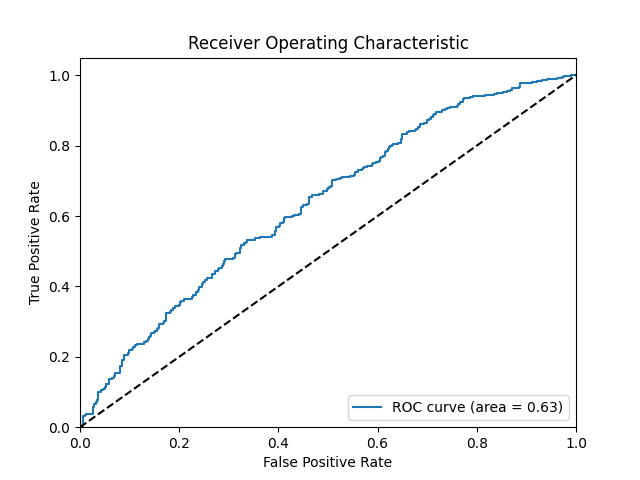 Receiver Operating Characteristic
True Positive Rate
1.0
0.8
0.6
0.4
0.2
0.0
ROC curve (area = 0.63)
0.0 0.2 0.4 0.6 0.8 1.0
False Positive Rate